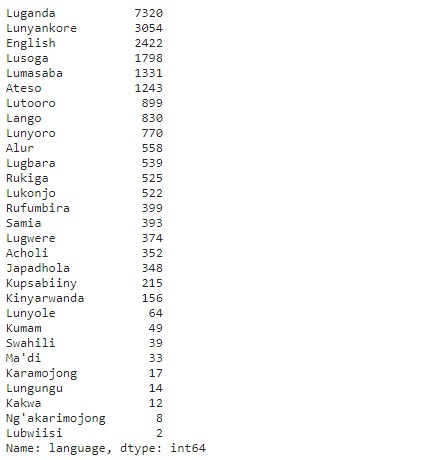 Luganda 7320
Lunyankore 3054
English 2422
Lusoga 1798
Lumasaba 1331
Ateso 1243
Lutooro 899
Lango 830
Lunyoro 770
Alur 558
Lugbara 539
Rukiga 525
Lukonjo 522
Rufumbira 399
Samia 393
Lugwere 374
Acholi 352
Japadhola 348
Kupsabiiny 215
Kinyarwanda 156
Lunyole 64
Kumam 49
Swahili 39
Ma'di 33
Karamojong 17
Lungungu 14
Kakwa 12
Ng'akarimojong 8
Lubwiisi 2
Name: language, dtype: int64